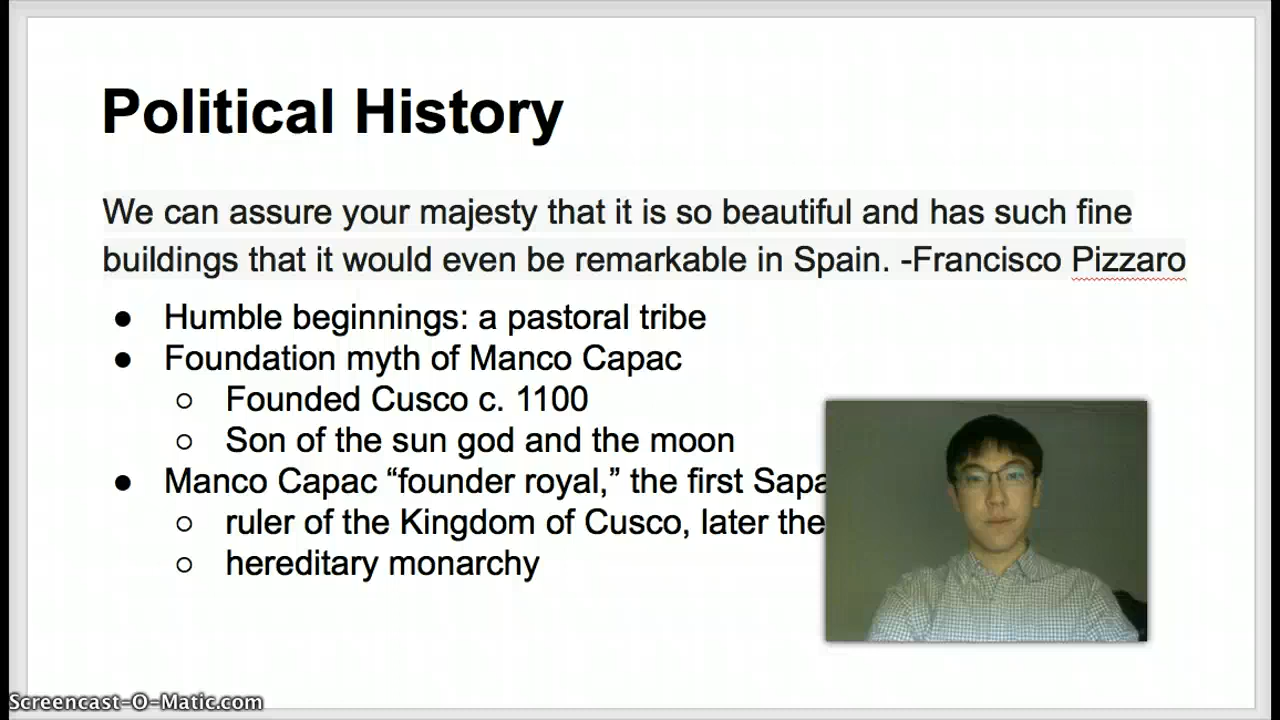 Political History
We can assure your majesty that it is so beautiful and has such fine
buildings that it would even be remarkable in Spain. -Francisco Pizzaro
● Humble beginnings: a pastoral tribe
● Foundation myth of Manco Capac
○ Founded Cusco c. 1100
○ Son of the sun god and the moon
● Manco Capac “founder royal,” the first Sapa
○ ruler of the Kingdom of Cusco, later the
○ hereditary monarchy
Screencast-O-Matic.com